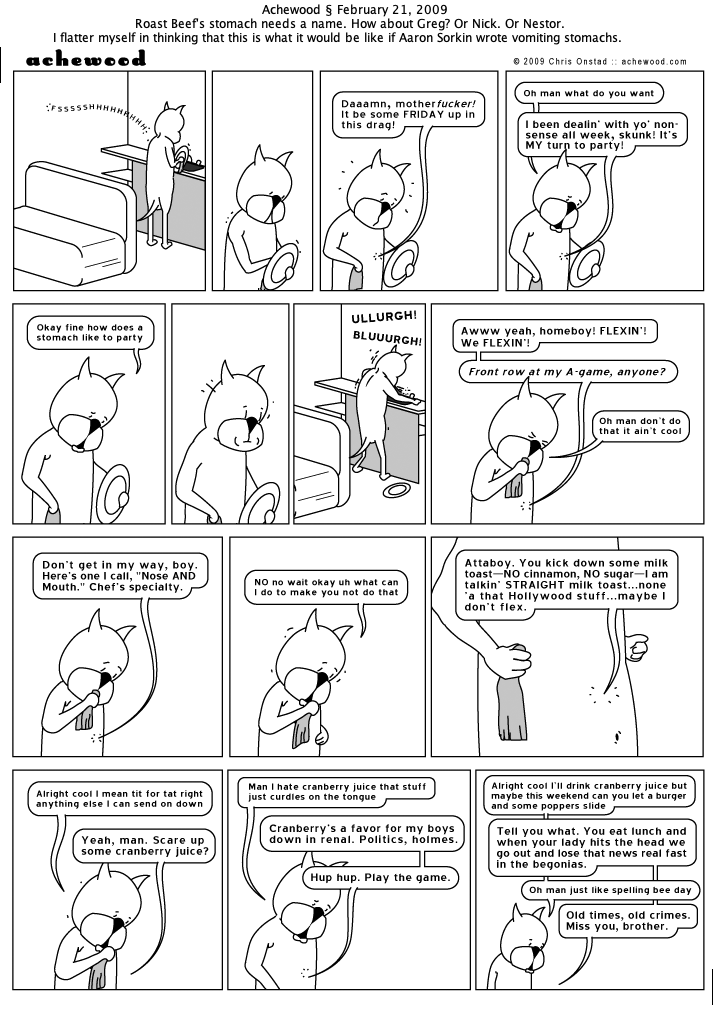 Achewood § February 21, 2009
Roast Beef's stomach needs a name. How about Greg? Or Nick. Or Nestor.
I flatter myself in thinking that this is what it would be like if Aaron Sorkin wrote vomiting stomachs.
achewood
© 2009 Chris Onstad :: achewood.com
FSSSSSHHHHHHHHH
Daaamn, motherfucker!
It be some FRIDAY up in
this drag!
Oh man what do you want
I been dealin' with yo' non-
sense all week, skunk! It's
MY turn to party!
Okay fine how does a
stomach like to party
ULLURGH!
BLUUURGH!
Awww yeah, homeboy! FLEXIN'!
We FLEXIN'!
Front row at my A-game, anyone?
Oh man don't do
that it ain't cool
Don't get in my way, boy.
Here's one I call, "Nose AND
Mouth." Chef's specialty.
NO no wait okay uh what can
I do to make you not do that
Attaboy. You kick down some milk
toast—NO cinnamon, NO sugar—I am
talkin' STRAIGHT milk toast...none
'a that Hollywood stuff...maybe I
don't flex.
Alright cool I mean tit for tat right
anything else I can send on down
Yeah, man. Scare up
some cranberry juice?
Man I hate cranberry juice that stuff
just curdles on the tongue
Cranberry's a favor for my boys
down in renal. Politics, holmes.
Hup hup. Play the game.
Alright cool I'll drink cranberry juice but
maybe this weekend can you let a burger
and some poppers slide
Tell you what. You eat lunch and
when your lady hits the head we
go out and lose that news real fast
in the begonias.
Oh man just like spelling bee day
Old times, old crimes.
Miss you, brother.